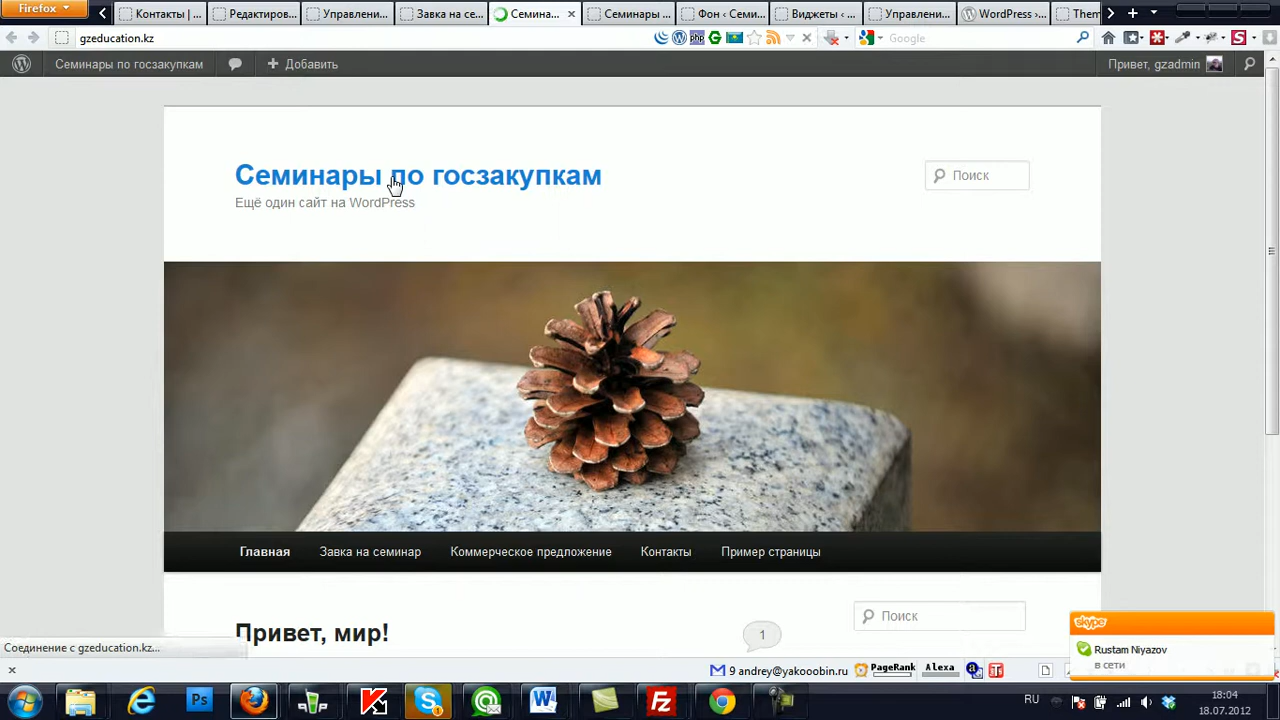 Firefox
Контакты | ...
Редактиров...
Управлени...
Завка на се...
Семина...
Семинары ...
Фон ‹ Семи...
Виджеты ‹ ...
Управлени...
WordPress › ...
Them
gzeducation.kz
php
Google
Семинары по госзакупкам
Добавить
Привет, gzadmin
Семинары по госзакупкам
Поиск
Ещё один сайт на WordPress
Главная
Завка на семинар
Коммерческое предложение
Контакты
Пример страницы
Поиск
Привет, мир!
1
skype
Rustam Niyazov
в сети
Соединение с gzeducation.kz...
9 andrey@yakooobin.ru
PageRank
Alexa
RU
18:04
18.07.2012